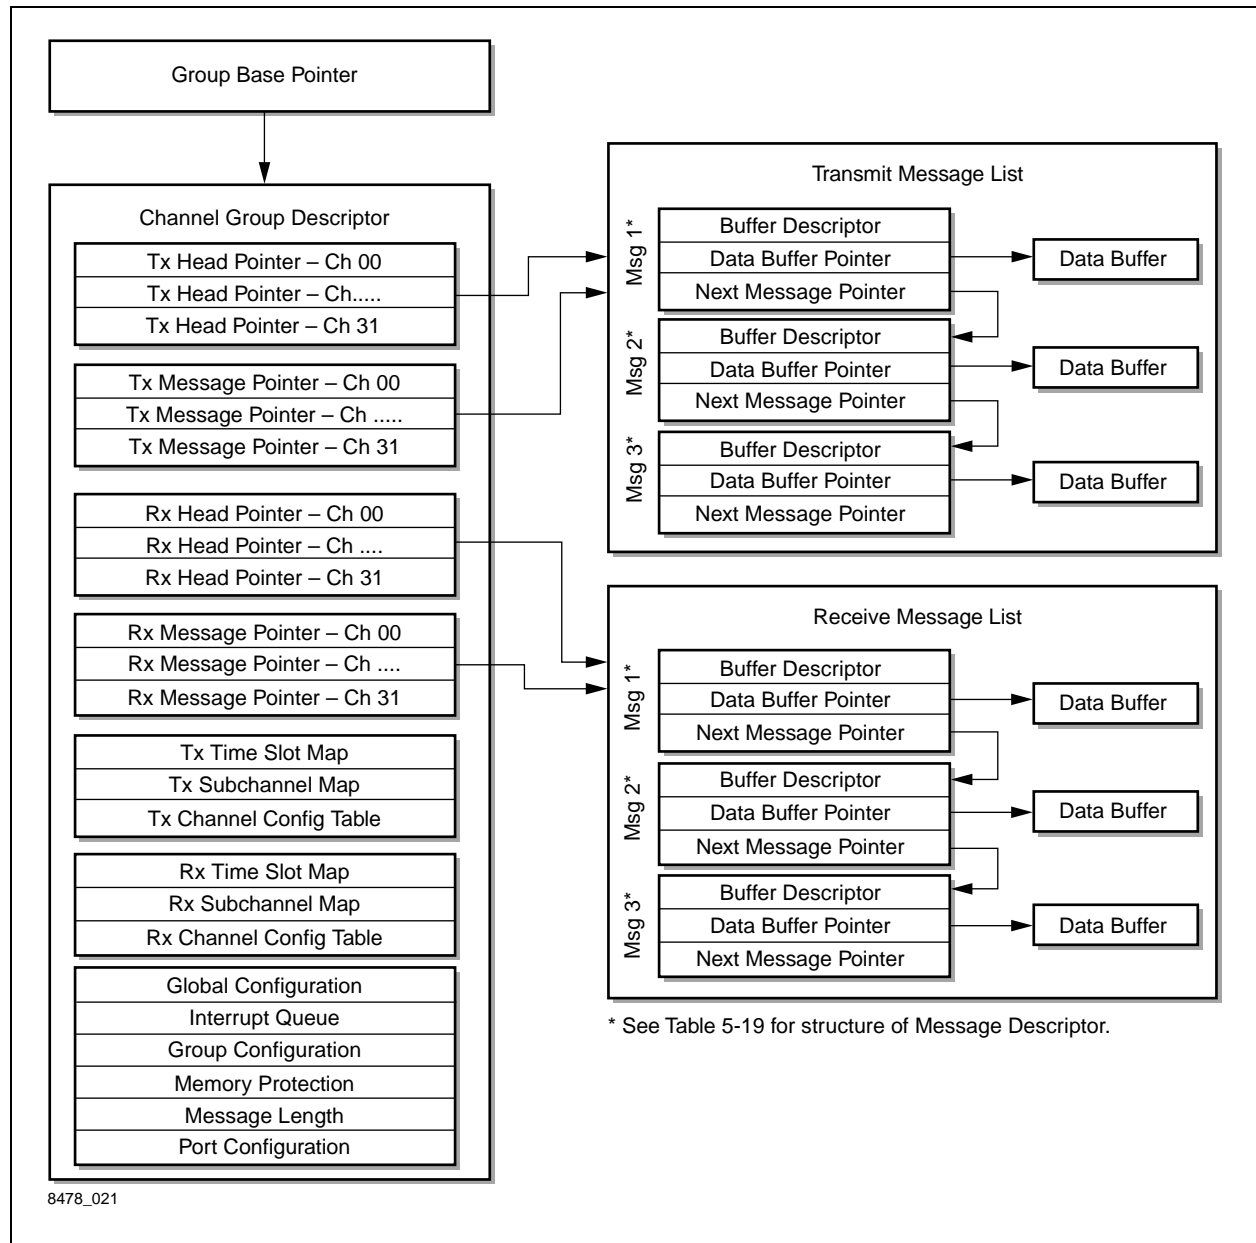 Group Base Pointer
Channel Group Descriptor
Tx Head Pointer – Ch 00
Tx Head Pointer – Ch.....
Tx Head Pointer – Ch 31
Tx Message Pointer – Ch 00
Tx Message Pointer – Ch .....
Tx Message Pointer – Ch 31
Rx Head Pointer – Ch 00
Rx Head Pointer – Ch ....
Rx Head Pointer – Ch 31
Rx Message Pointer – Ch 00
Rx Message Pointer – Ch ....
Rx Message Pointer – Ch 31
Tx Time Slot Map
Tx Subchannel Map
Tx Channel Config Table
Rx Time Slot Map
Rx Subchannel Map
Rx Channel Config Table
Global Configuration
Interrupt Queue
Group Configuration
Memory Protection
Message Length
Port Configuration
Transmit Message List
Msg 1*
Buffer Descriptor
Data Buffer Pointer
Next Message Pointer
Data Buffer
Msg 2*
Buffer Descriptor
Data Buffer Pointer
Next Message Pointer
Data Buffer
Msg 3*
Buffer Descriptor
Data Buffer Pointer
Next Message Pointer
Data Buffer
Receive Message List
Msg 1*
Buffer Descriptor
Data Buffer Pointer
Next Message Pointer
Data Buffer
Msg 2*
Buffer Descriptor
Data Buffer Pointer
Next Message Pointer
Data Buffer
Msg 3*
Buffer Descriptor
Data Buffer Pointer
Next Message Pointer
Data Buffer
* See Table 5-19 for structure of Message Descriptor.
8478_021